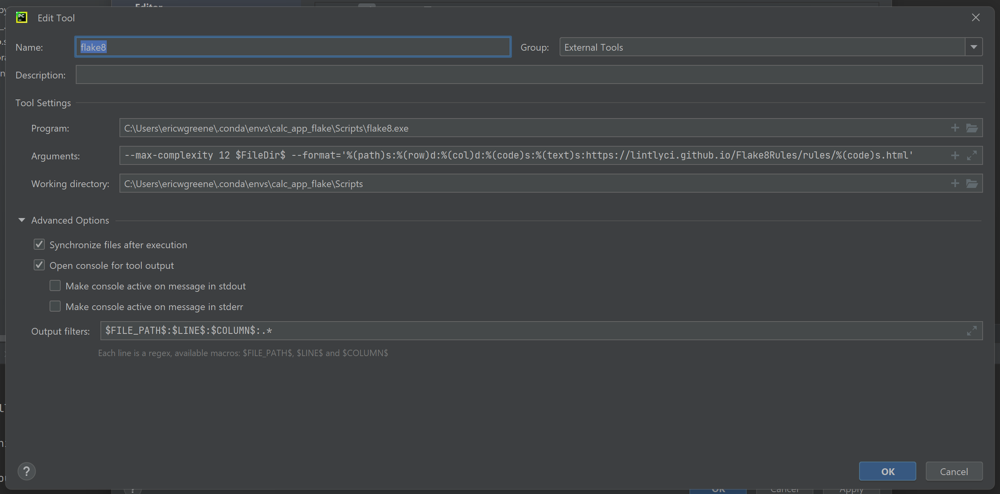 Editor
Edit Tool
Name: flake8 Group: External Tools
Description:
Tool Settings
Program: C:\Users\ericwgreene\.conda\envs\calc_app_flake\Scripts\flake8.exe
Arguments: --max-complexity 12 $FileDir$ --format='%(path)s:%(row)d:%(col)d:%(code)s:%(text)s:https://lintlyci.github.io/Flake8Rules/rules/%(code)s.html'
Working directory: C:\Users\ericwgreene\.conda\envs\calc_app_flake\Scripts
Advanced Options
Synchronize files after execution
Open console for tool output
Make console active on message in stdout
Make console active on message in stderr
Output filters: $FILE_PATH$:$LINE$:$COLUMN$:.*
Each line is a regex, available macros: $FILE_PATH$, $LINE$ and $COLUMN$
? OK Cancel
OK Cancel Apply